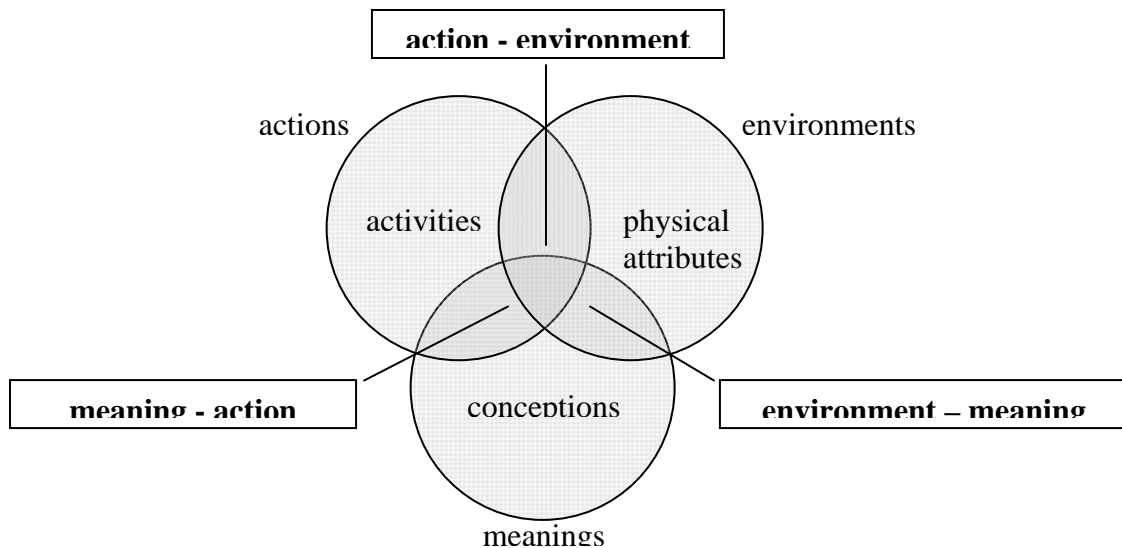 action - environment
actions
environments
activities
physical
attributes
meaning - action
conceptions
environment – meaning
meanings